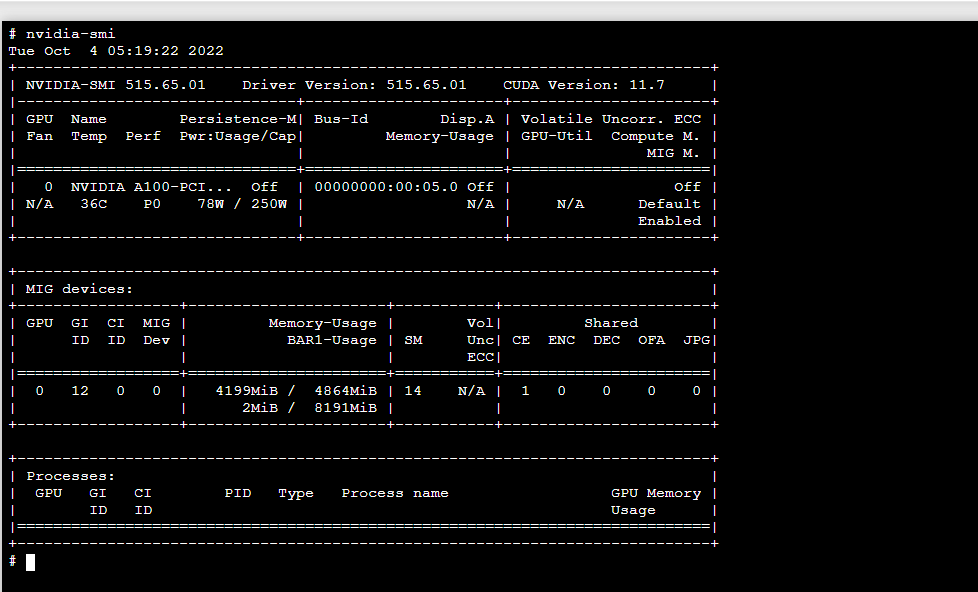 # nvidia-smi
Tue Oct  4 05:19:22 2022
+-----------------------------------------------------------------------------+
| NVIDIA-SMI 515.65.01    Driver Version: 515.65.01    CUDA Version: 11.7     |
|-------------------------------+----------------------+----------------------+
| GPU  Name        Persistence-M| Bus-Id        Disp.A | Volatile Uncorr. ECC |
| Fan  Temp  Perf  Pwr:Usage/Cap|         Memory-Usage | GPU-Util  Compute M. |
|                               |                      |               MIG M. |
|===============================+======================+======================|
|   0  NVIDIA A100-PCI...  Off  | 00000000:00:05.0 Off |                  Off |
| N/A   36C    P0    78W / 250W |                  N/A |     N/A      Default |
|                               |                      |              Enabled |
+-------------------------------+----------------------+----------------------+

+-----------------------------------------------------------------------------+
| MIG devices:                                                                |
+------------------+----------------------+-----------+-----------------------+
| GPU  GI  CI  MIG |         Memory-Usage |        Vol|         Shared        |
|      ID  ID  Dev |           BAR1-Usage | SM     Unc| CE  ENC  DEC  OFA  JPG|
|                  |                      |        ECC|                       |
|==================+======================+===========+=======================|
|  0   12   0   0  |   4199MiB /  4864MiB | 14    N/A |  1   0    0    0    0 |
|                  |      2MiB /  8191MiB |           |                       |
+------------------+----------------------+-----------+-----------------------+

+-----------------------------------------------------------------------------+
| Processes:                                                                  |
|  GPU   GI   CI        PID   Type   Process name                  GPU Memory |
|        ID   ID                                                   Usage      |
|=============================================================================|
+-----------------------------------------------------------------------------+
#